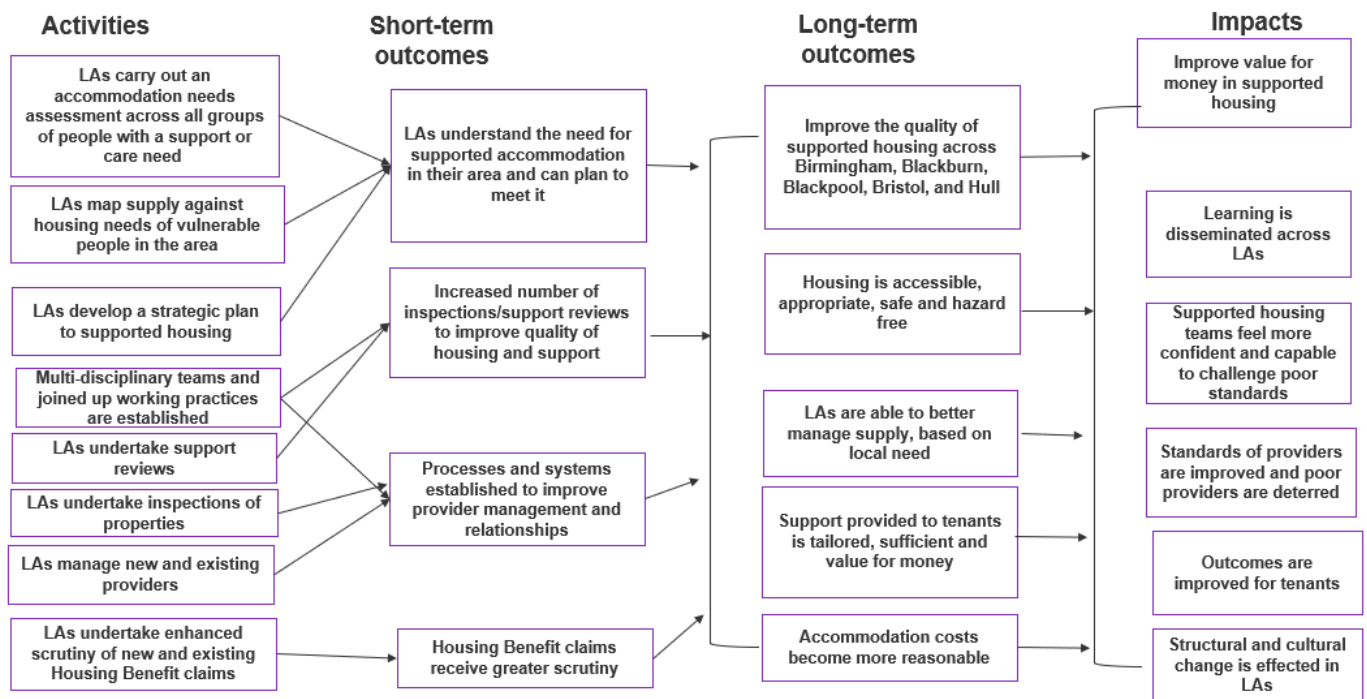 Activities
LAs carry out an
accommodation needs
assessment across all groups
of people with a support or
care need
LAs map supply against
housing needs of vulnerable
people in the area
LAs develop a strategic plan
to supported housing
Multi-disciplinary teams and
joined up working practices
are established
LAs undertake support
reviews
LAs undertake inspections of
properties
LAs manage new and existing
providers
LAs undertake enhanced
scrutiny of new and existing
Housing Benefit claims
Short-term
outcomes
LAs understand the need for
supported accommodation
in their area and can plan to
meet it
Increased number of
inspections/support reviews
to improve quality of
housing and support
Processes and systems
established to improve
provider management and
relationships
Housing Benefit claims
receive greater scrutiny
Long-term
outcomes
Improve the quality of
supported housing across
Birmingham, Blackburn,
Blackpool, Bristol, and Hull
Housing is accessible,
appropriate, safe and hazard
free
LAs are able to better
manage supply, based on
local need
Support provided to tenants
is tailored, sufficient and
value for money
Accommodation costs
become more reasonable
Impacts
Improve value for
money in supported
housing
Learning is
disseminated across
LAs
Supported housing
teams feel more
confident and capable
to challenge poor
standards
Standards of providers
are improved and poor
providers are deterred
Outcomes are
improved for tenants
Structural and cultural
change is effected in
LAs